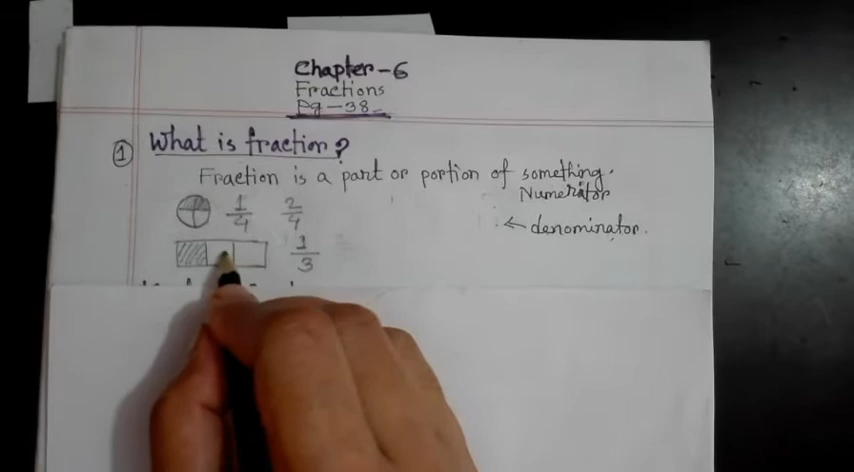 Chapter-6
Fractions
Pg-38
① What is fraction?
Fraction is a part or portion of something.
Numerator
1/4 2/4
← denominator.
1/3